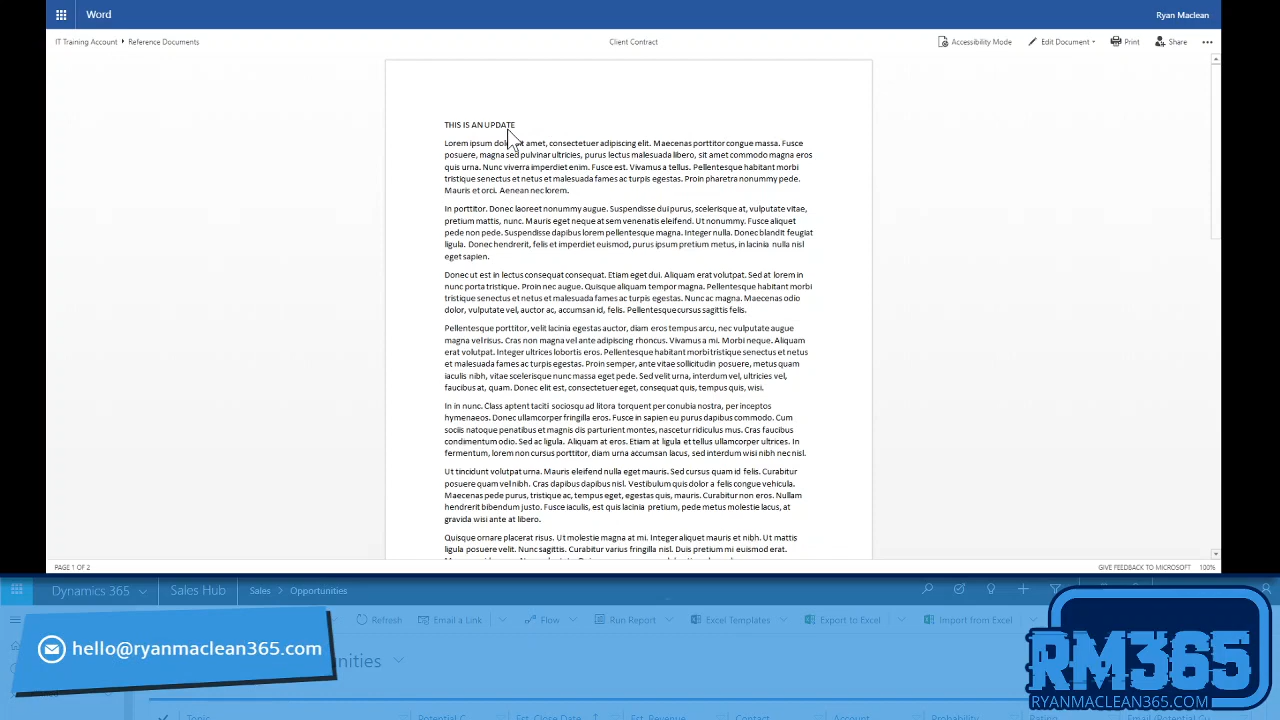 Word
Ryan Maclean
IT Training Account ▸ Reference Documents
Client Contract
Accessibility Mode
Edit Document
Print
Share
THIS IS AN UPDATE
Lorem ipsum dolor sit amet, consectetuer adipiscing elit. Maecenas porttitor congue massa. Fusce
posuere, magna sed pulvinar ultricies, purus lectus malesuada libero, sit amet commodo magna eros
quis urna. Nunc viverra imperdiet enim. Fusce est. Vivamus a tellus. Pellentesque habitant morbi
tristique senectus et netus et malesuada fames ac turpis egestas. Proin pharetra nonummy pede.
Mauris et orci. Aenean nec lorem.
In porttitor. Donec laoreet nonummy augue. Suspendisse dui purus, scelerisque at, vulputate vitae,
pretium mattis, nunc. Mauris eget neque at sem venenatis eleifend. Ut nonummy. Fusce aliquet
pede non pede. Suspendisse dapibus lorem pellentesque magna. Integer nulla. Donec blandit feugiat
ligula. Donec hendrerit, felis et imperdiet euismod, purus ipsum pretium metus, in lacinia nulla nisl
eget sapien.
Donec ut est in lectus consequat consequat. Etiam eget dui. Aliquam erat volutpat. Sed at lorem in
nunc porta tristique. Proin nec augue. Quisque aliquam tempor magna. Pellentesque habitant morbi
tristique senectus et netus et malesuada fames ac turpis egestas. Nunc ac magna. Maecenas odio
dolor, vulputate vel, auctor ac, accumsan id, felis. Pellentesque cursus sagittis felis.
Pellentesque porttitor, velit lacinia egestas auctor, diam eros tempus arcu, nec vulputate augue
magna vel risus. Cras non magna vel ante adipiscing rhoncus. Vivamus a mi. Morbi neque. Aliquam
erat volutpat. Integer ultrices lobortis eros. Pellentesque habitant morbi tristique senectus et netus
et malesuada fames ac turpis egestas. Proin semper, ante vitae sollicitudin posuere, metus quam
iaculis nibh, vitae scelerisque nunc massa eget pede. Sed velit urna, interdum vel, ultricies vel,
faucibus at, quam. Donec elit est, consectetuer eget, consequat quis, tempus quis, wisi.
In in nunc. Class aptent taciti sociosqu ad litora torquent per conubia nostra, per inceptos
hymenaeos. Donec ullamcorper fringilla eros. Fusce in sapien eu purus dapibus commodo. Cum
sociis natoque penatibus et magnis dis parturient montes, nascetur ridiculus mus. Cras faucibus
condimentum odio. Sed ac ligula. Aliquam at eros. Etiam at ligula et tellus ullamcorper ultrices. In
fermentum, lorem non cursus porttitor, diam urna accumsan lacus, sed interdum wisi nibh nec nisl.
Ut tincidunt volutpat urna. Mauris eleifend nulla eget mauris. Sed cursus quam id felis. Curabitur
posuere quam vel nibh. Cras dapibus dapibus nisl. Vestibulum quis dolor a felis congue vehicula.
Maecenas pede purus, tristique ac, tempus eget, egestas quis, mauris. Curabitur non eros. Nullam
hendrerit bibendum justo. Fusce iaculis, est quis lacinia pretium, pede metus molestie lacus, at
gravida wisi ante at libero.
Quisque ornare placerat risus. Ut molestie magna at mi. Integer aliquet mauris et nibh. Ut mattis
ligula posuere velit. Nunc sagittis. Curabitur varius fringilla nisl. Duis pretium mi euismod erat.
PAGE 1 OF 2
GIVE FEEDBACK TO MICROSOFT
100%
Dynamics 365
Sales Hub
Sales > Opportunities
Refresh
Email a Link
Flow
Run Report
Excel Templates
Export to Excel
Import from Excel
hello@ryanmaclean365.com
RM365
RYANMACLEAN365.COM
Topic
Est. Close Date
Est. Revenue
Contact
Account
Probability